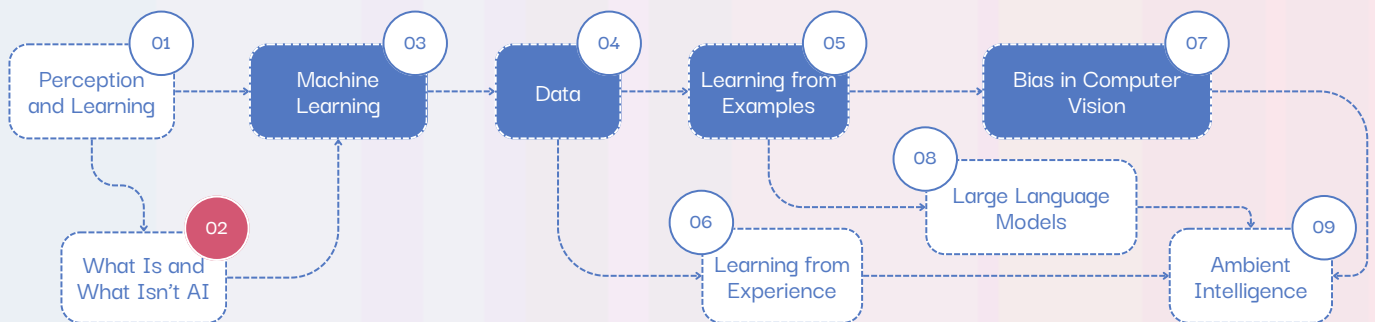 01
Perception
and Learning
02
What Is and
What Isn't AI
03
Machine
Learning
04
Data
05
Learning from
Examples
06
Learning from
Experience
07
Bias in Computer
Vision
08
Large Language
Models
09
Ambient
Intelligence